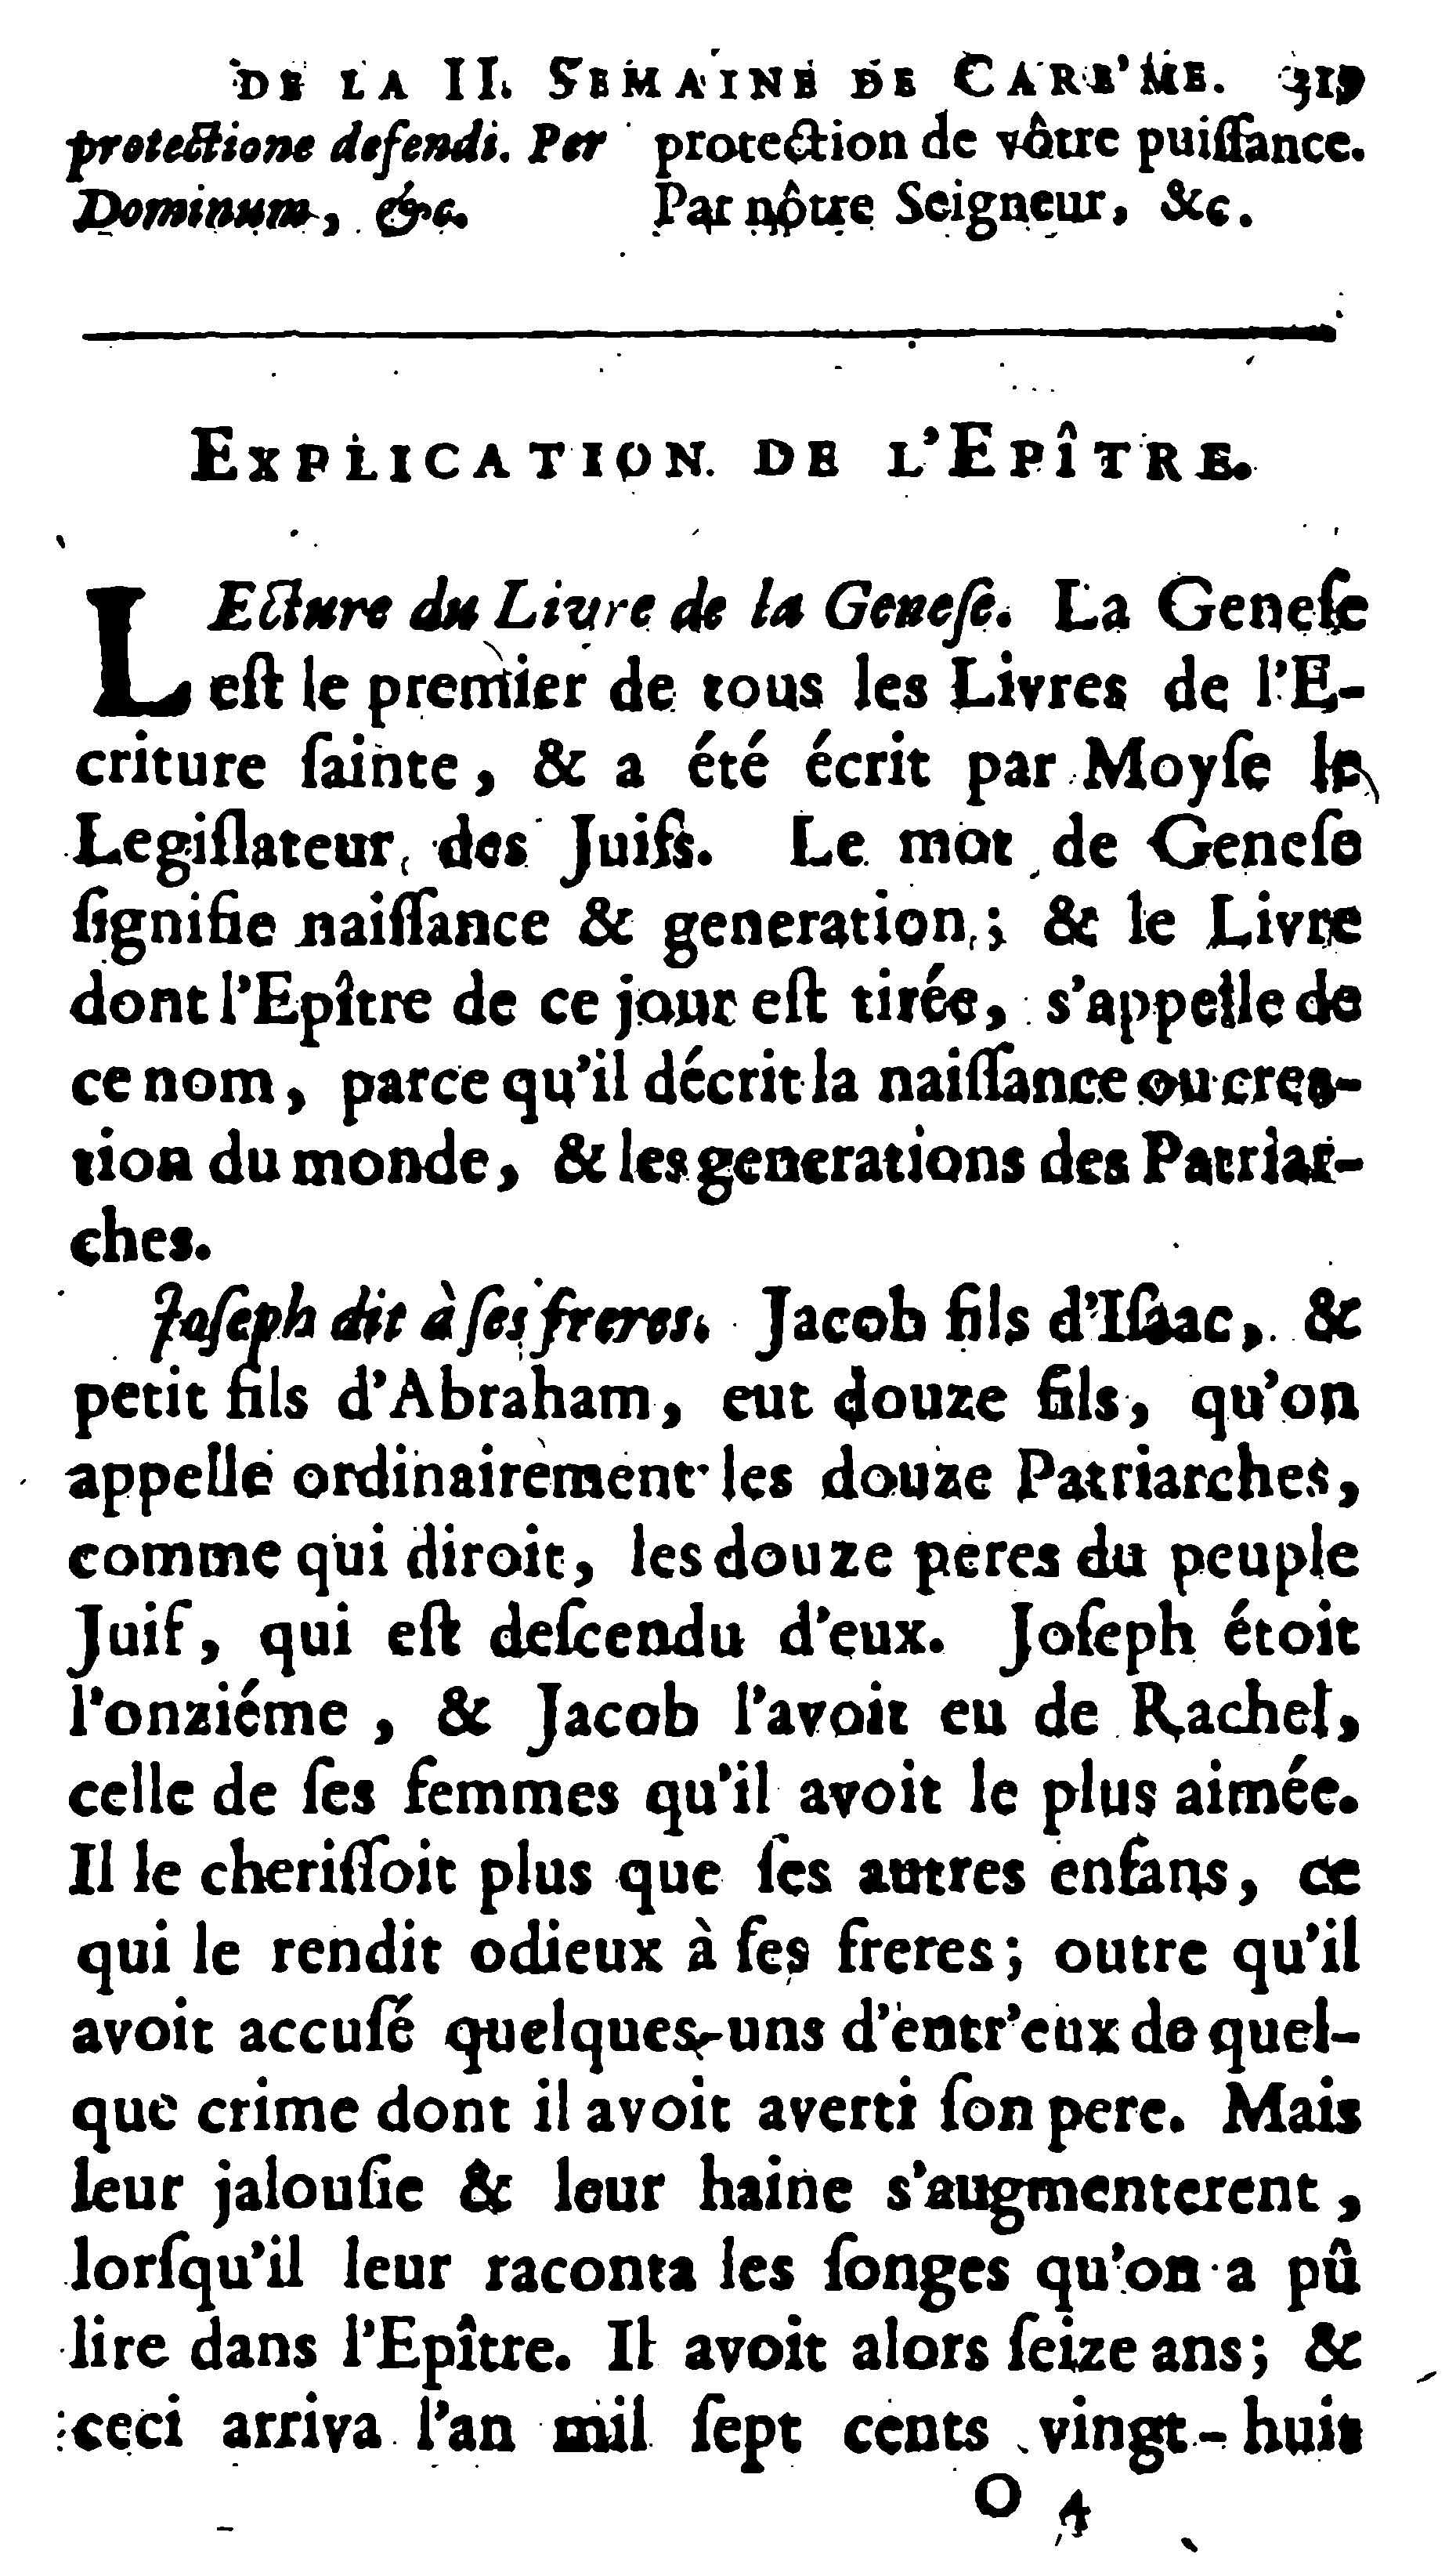 DE LA II. SEMAINE DE CARE'ME. 319
protectione defendi. Per
Dominum, &c.
protection de vôtre puiſſance.
Par nôtre Seigneur, &c.
EXPLICATION DE L'EPÎTRE.
LEcture du Livre de la Geneſe. La Geneſe
eſt le premier de tous les Livres de l'E-
criture ſainte, & a été écrit par Moyſe le
Legiſlateur des Juifs. Le mot de Geneſe
ſignifie naiſſance & generation; & le Livre
dont l'Epître de ce jour eſt tirée, s'appelle de
ce nom, parce qu'il décrit la naiſſance ou crea-
tion du monde, & les generations des Patriar-
ches.
Joſeph dit à ſes freres. Jacob fils d'Iſaac, &
petit fils d'Abraham, eut douze fils, qu'on
appelle ordinairement les douze Patriarches,
comme qui diroit, les douze peres du peuple
Juif, qui eſt deſcendu d'eux. Joſeph étoit
l'onziéme, & Jacob l'avoit eu de Rachel,
celle de ſes femmes qu'il avoit le plus aimée.
Il le cheriſſoit plus que ſes autres enfans, ce
qui le rendit odieux à ſes freres; outre qu'il
avoit accuſé quelques-uns d'entr'eux de quel-
que crime dont il avoit averti ſon pere. Mais
leur jalouſie & leur haine s'augmenterent,
lorſqu'il leur raconta les ſonges qu'on a pû
lire dans l'Epître. Il avoit alors ſeize ans; &
ceci arriva l'an mil ſept cents vingt-huit
O 4